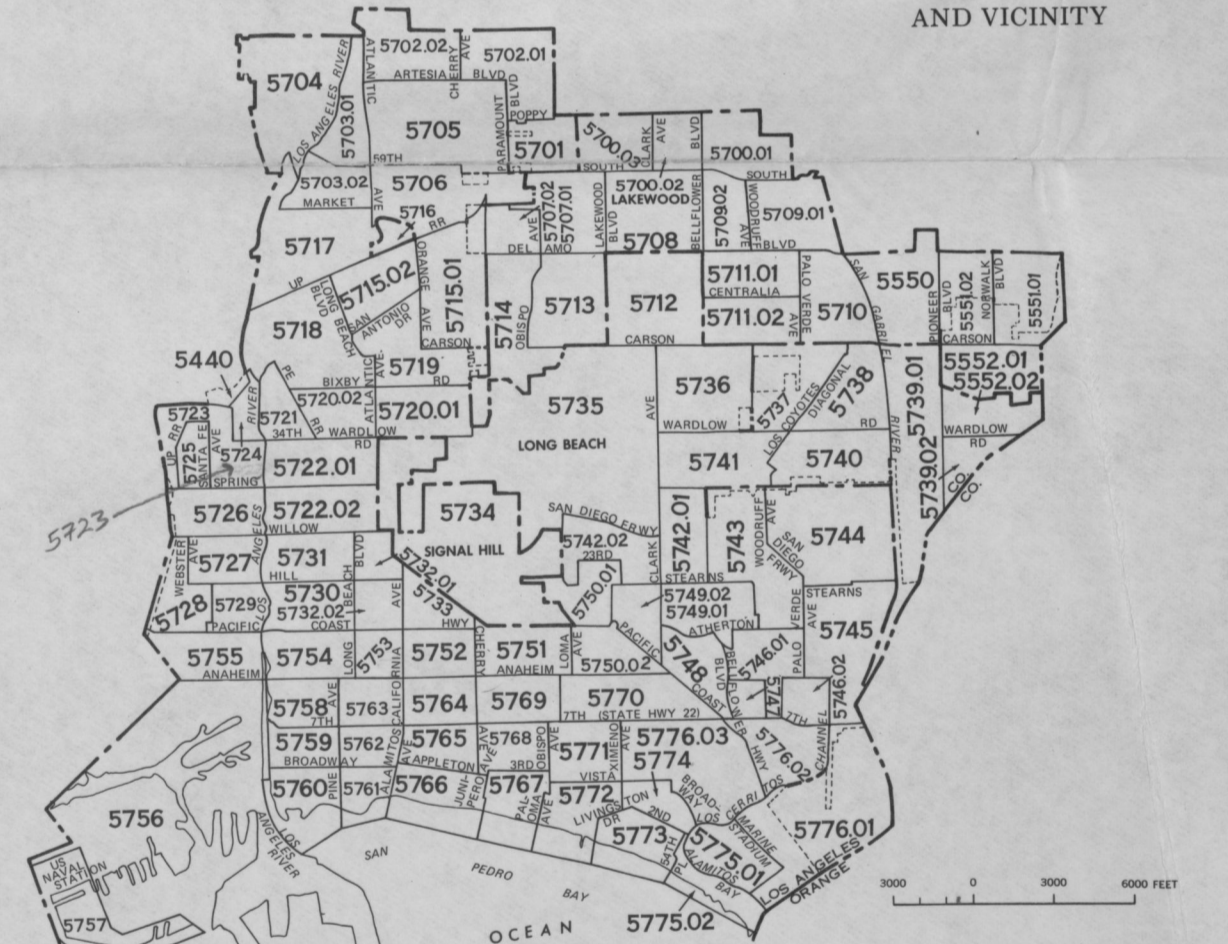 AND VICINITY
5702.02
5702.01
5704
LOS ANGELES RIVER
ATLANTIC
CHERRY AVE
ARTESIA BLVD
5703.01
5705
PARAMOUNT BLVD
POPPY
5701
5700.03
CLARK AVE
BLVD
5700.01
59TH
SOUTH
SOUTH
5703.02
5706
5700.02
LAKEWOOD
MARKET
AVE
5716
RR
5707.02
5707.01
AVE
LAKEWOOD BLVD
BELLFLOWER
5709.02
WOODRUFF AVE
5709.01
5717
5708
DEL AMO
BLVD
UP
LONG BEACH BLVD
5715.02
ORANGE AVE
5715.01
5714
OBISPO
5713
5712
5711.01
CENTRALIA
5711.02
PALO VERDE AVE
5710
SAN GABRIEL
5550
PIONEER BLVD
5551.02
NORWALK BLVD
5551.01
5718
SAN ANTONIO DR
CARSON
CARSON
CARSON
5440
5719
5552.01
5552.02
PE
RR
BIXBY RD
ATLANTIC AVE
5736
5738
5739.01
5723
RIVER
5721
5720.02
5720.01
5735
AVE
5737
LOS COYOTES DIAGONAL
34TH
WARDLOW RD
LONG BEACH
WARDLOW RD
RIVER
WARDLOW RD
UP RR
5725
SANTA FE AVE
5724
5722.01
5741
5740
5739.02
CO.
CO.
SPRING
5723
5726
ANGELES
5722.02
WILLOW
5734
SAN DIEGO FRWY
5742.01
5743
WOODRUFF AVE
SAN DIEGO FRWY
5744
SIGNAL HILL
5742.02
23RD
CLARK
WEBSTER AVE
5727
5731
BLVD
5732.01
5733
HILL
5750.01
STEARNS
STEARNS
5728
5729
LOS
5730
5732.02
BEACH
AVE
5749.02
5749.01
VERDE
AVE
PACIFIC
COAST
HWY
PACIFIC
ATHERTON
5745
5755
5754
LONG
5753
CALIFORNIA
5752
CHERRY
5751
LOMA AVE
5750.02
5748
BELLFLOWER BLVD
5746.01
PALO
5746.02
ANAHEIM
ANAHEIM
COAST
5747
5758
AVE
5763
5764
5769
5770
7TH
7TH (STATE HWY 22)
7TH
CHANNEL
5759
5762
ALAMITOS AVE
5765
AVE
AVE
5768
OBISPO AVE
5771
XIMENO AVE
5776.03
HWY
5776.02
BROADWAY
APPLETON
3RD
5774
5760
PINE
5761
5766
JUNIPERO
5767
PALOMA AVE
VISTA
5772
BROADWAY
LOS CERRITOS
LIVINGSTON DR
2ND
MARINE STADIUM
5776.01
5756
LOS ANGELES RIVER
5773
54TH PL
5775.01
ALAMITOS BAY
US NAVAL STATION
SAN PEDRO BAY
LOS ANGELES
ORANGE
3000 0 3000 6000 FEET
5757
5775.02
OCEAN